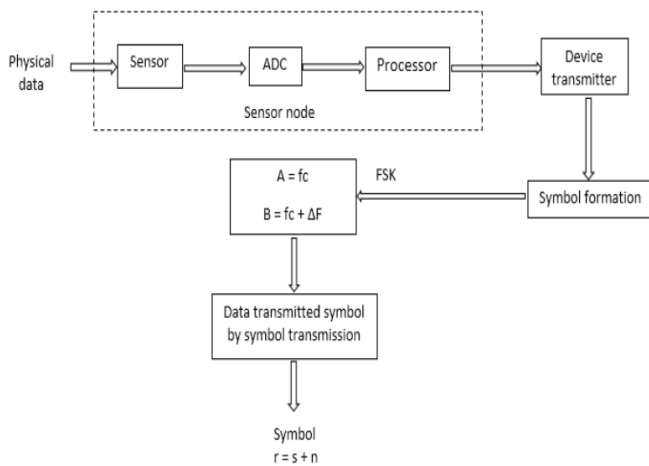 Physical
data
Sensor
ADC
Processor
Sensor node
Device
transmitter
Symbol formation
FSK
A = fc
B = fc + ΔF
Data transmitted symbol
by symbol transmission
Symbol
r = s + n